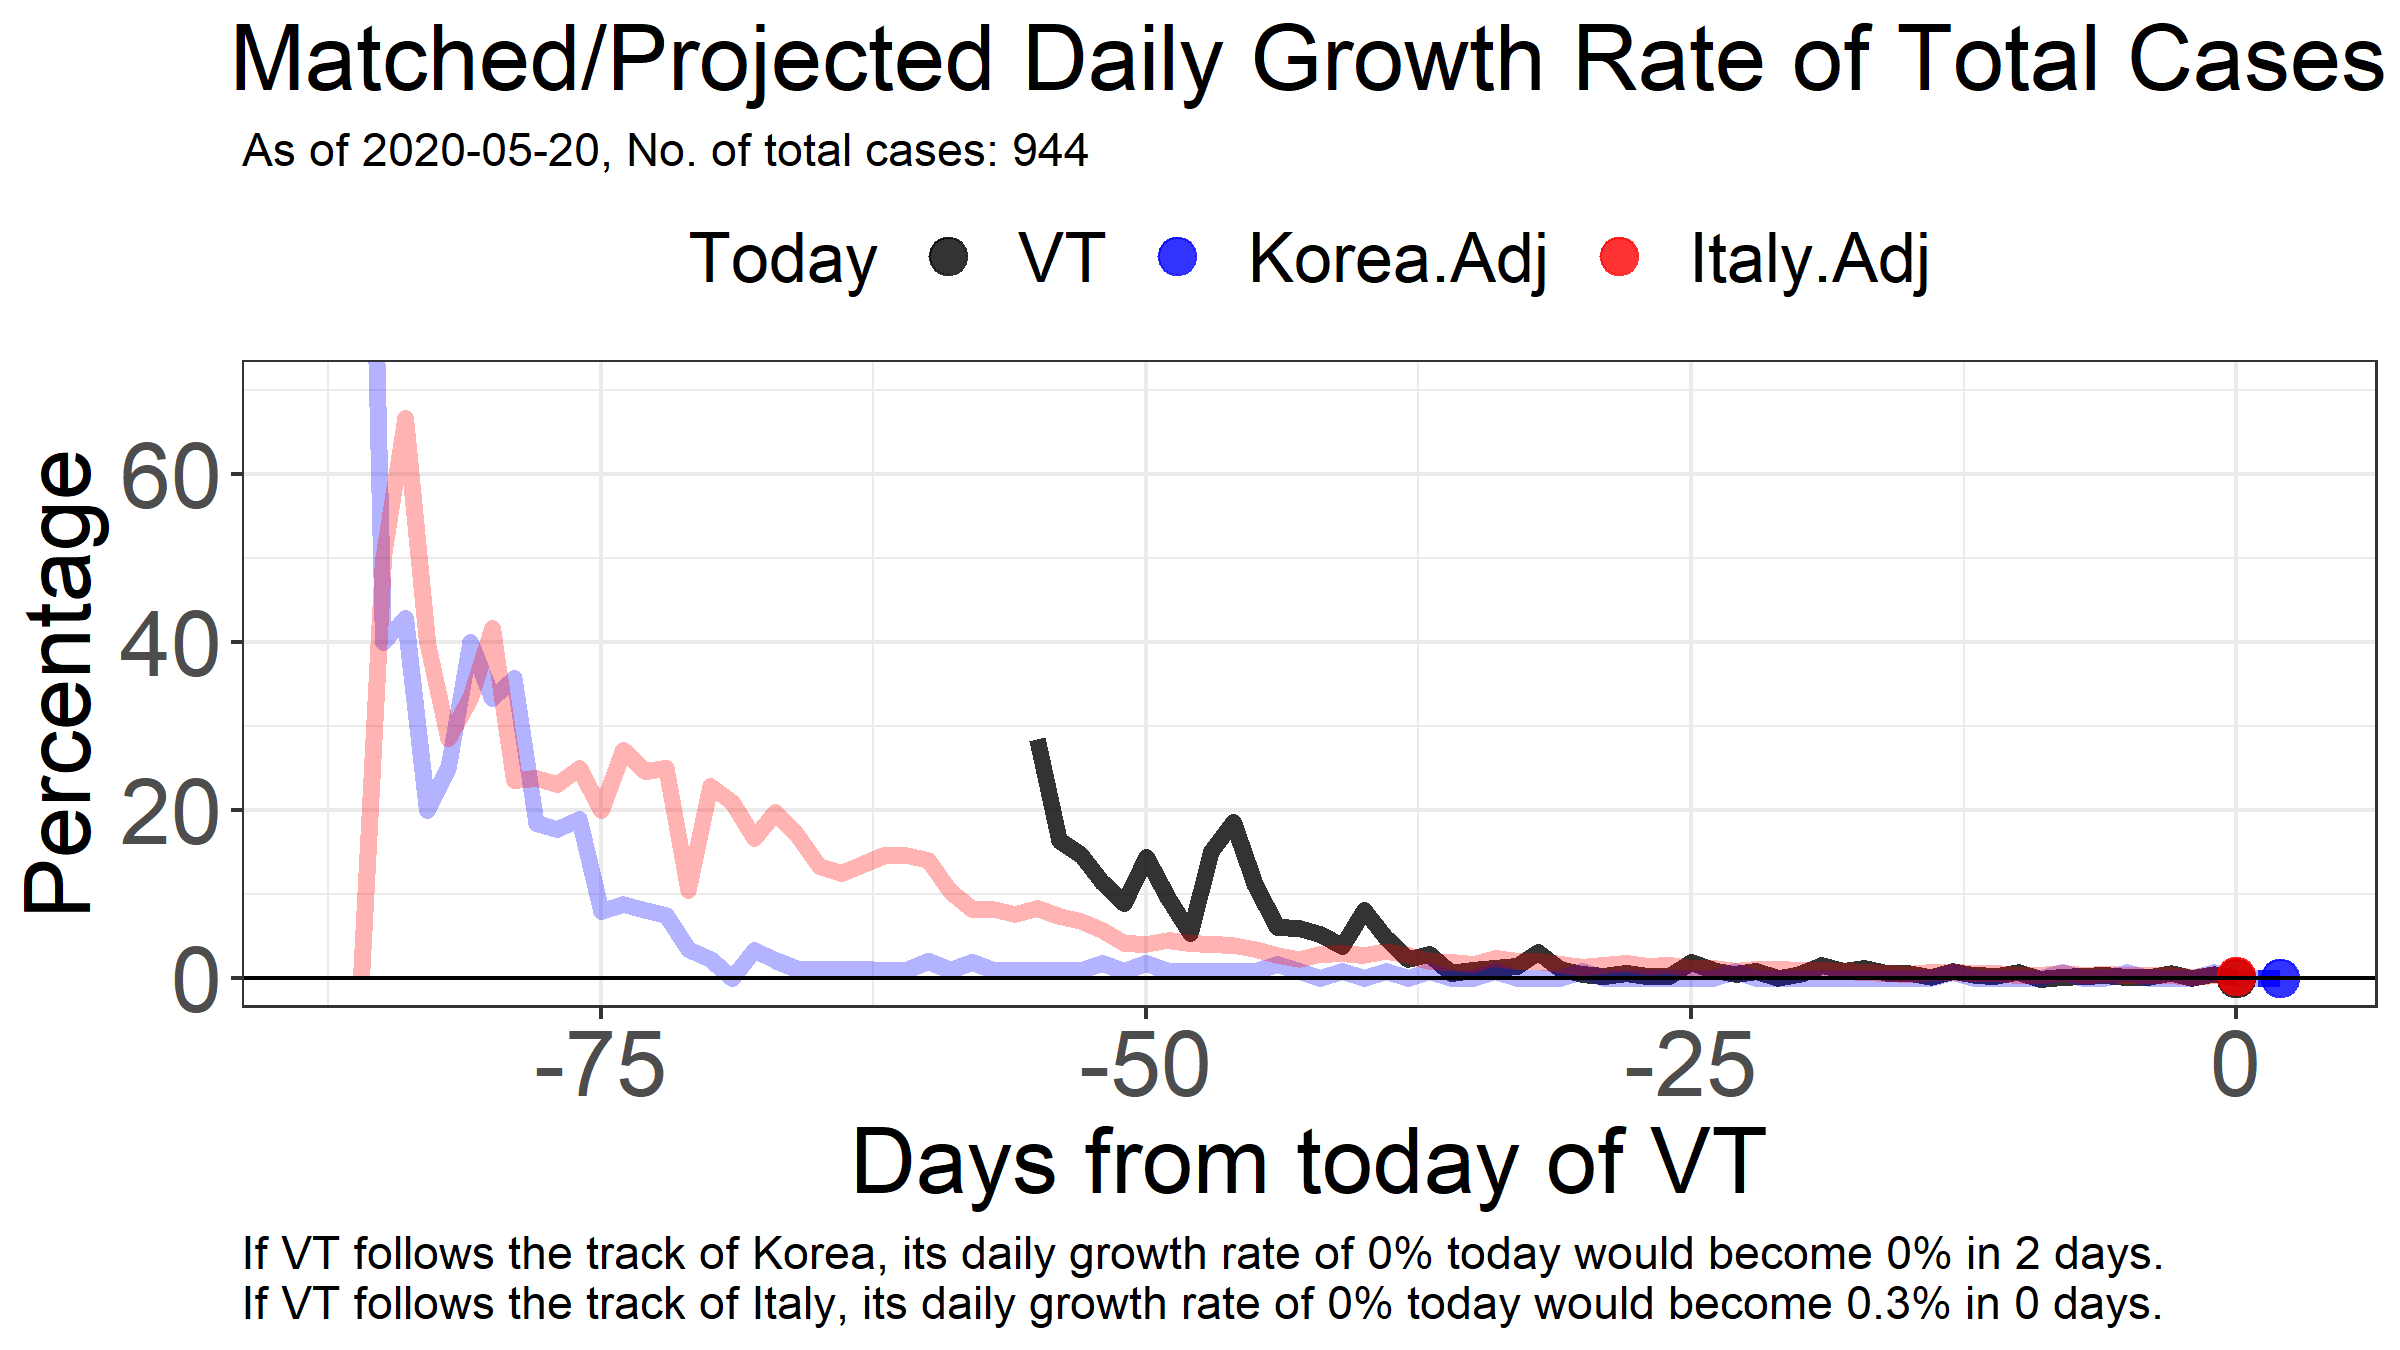 Matched/Projected Daily Growth Rate of Total Cases
As of 2020-05-20, No. of total cases: 944
Today VT Korea.Adj Italy.Adj
Percentage
60
40
20
0
-75 -50 -25 0
Days from today of VT
If VT follows the track of Korea, its daily growth rate of 0% today would become 0% in 2 days.
If VT follows the track of Italy, its daily growth rate of 0% today would become 0.3% in 0 days.